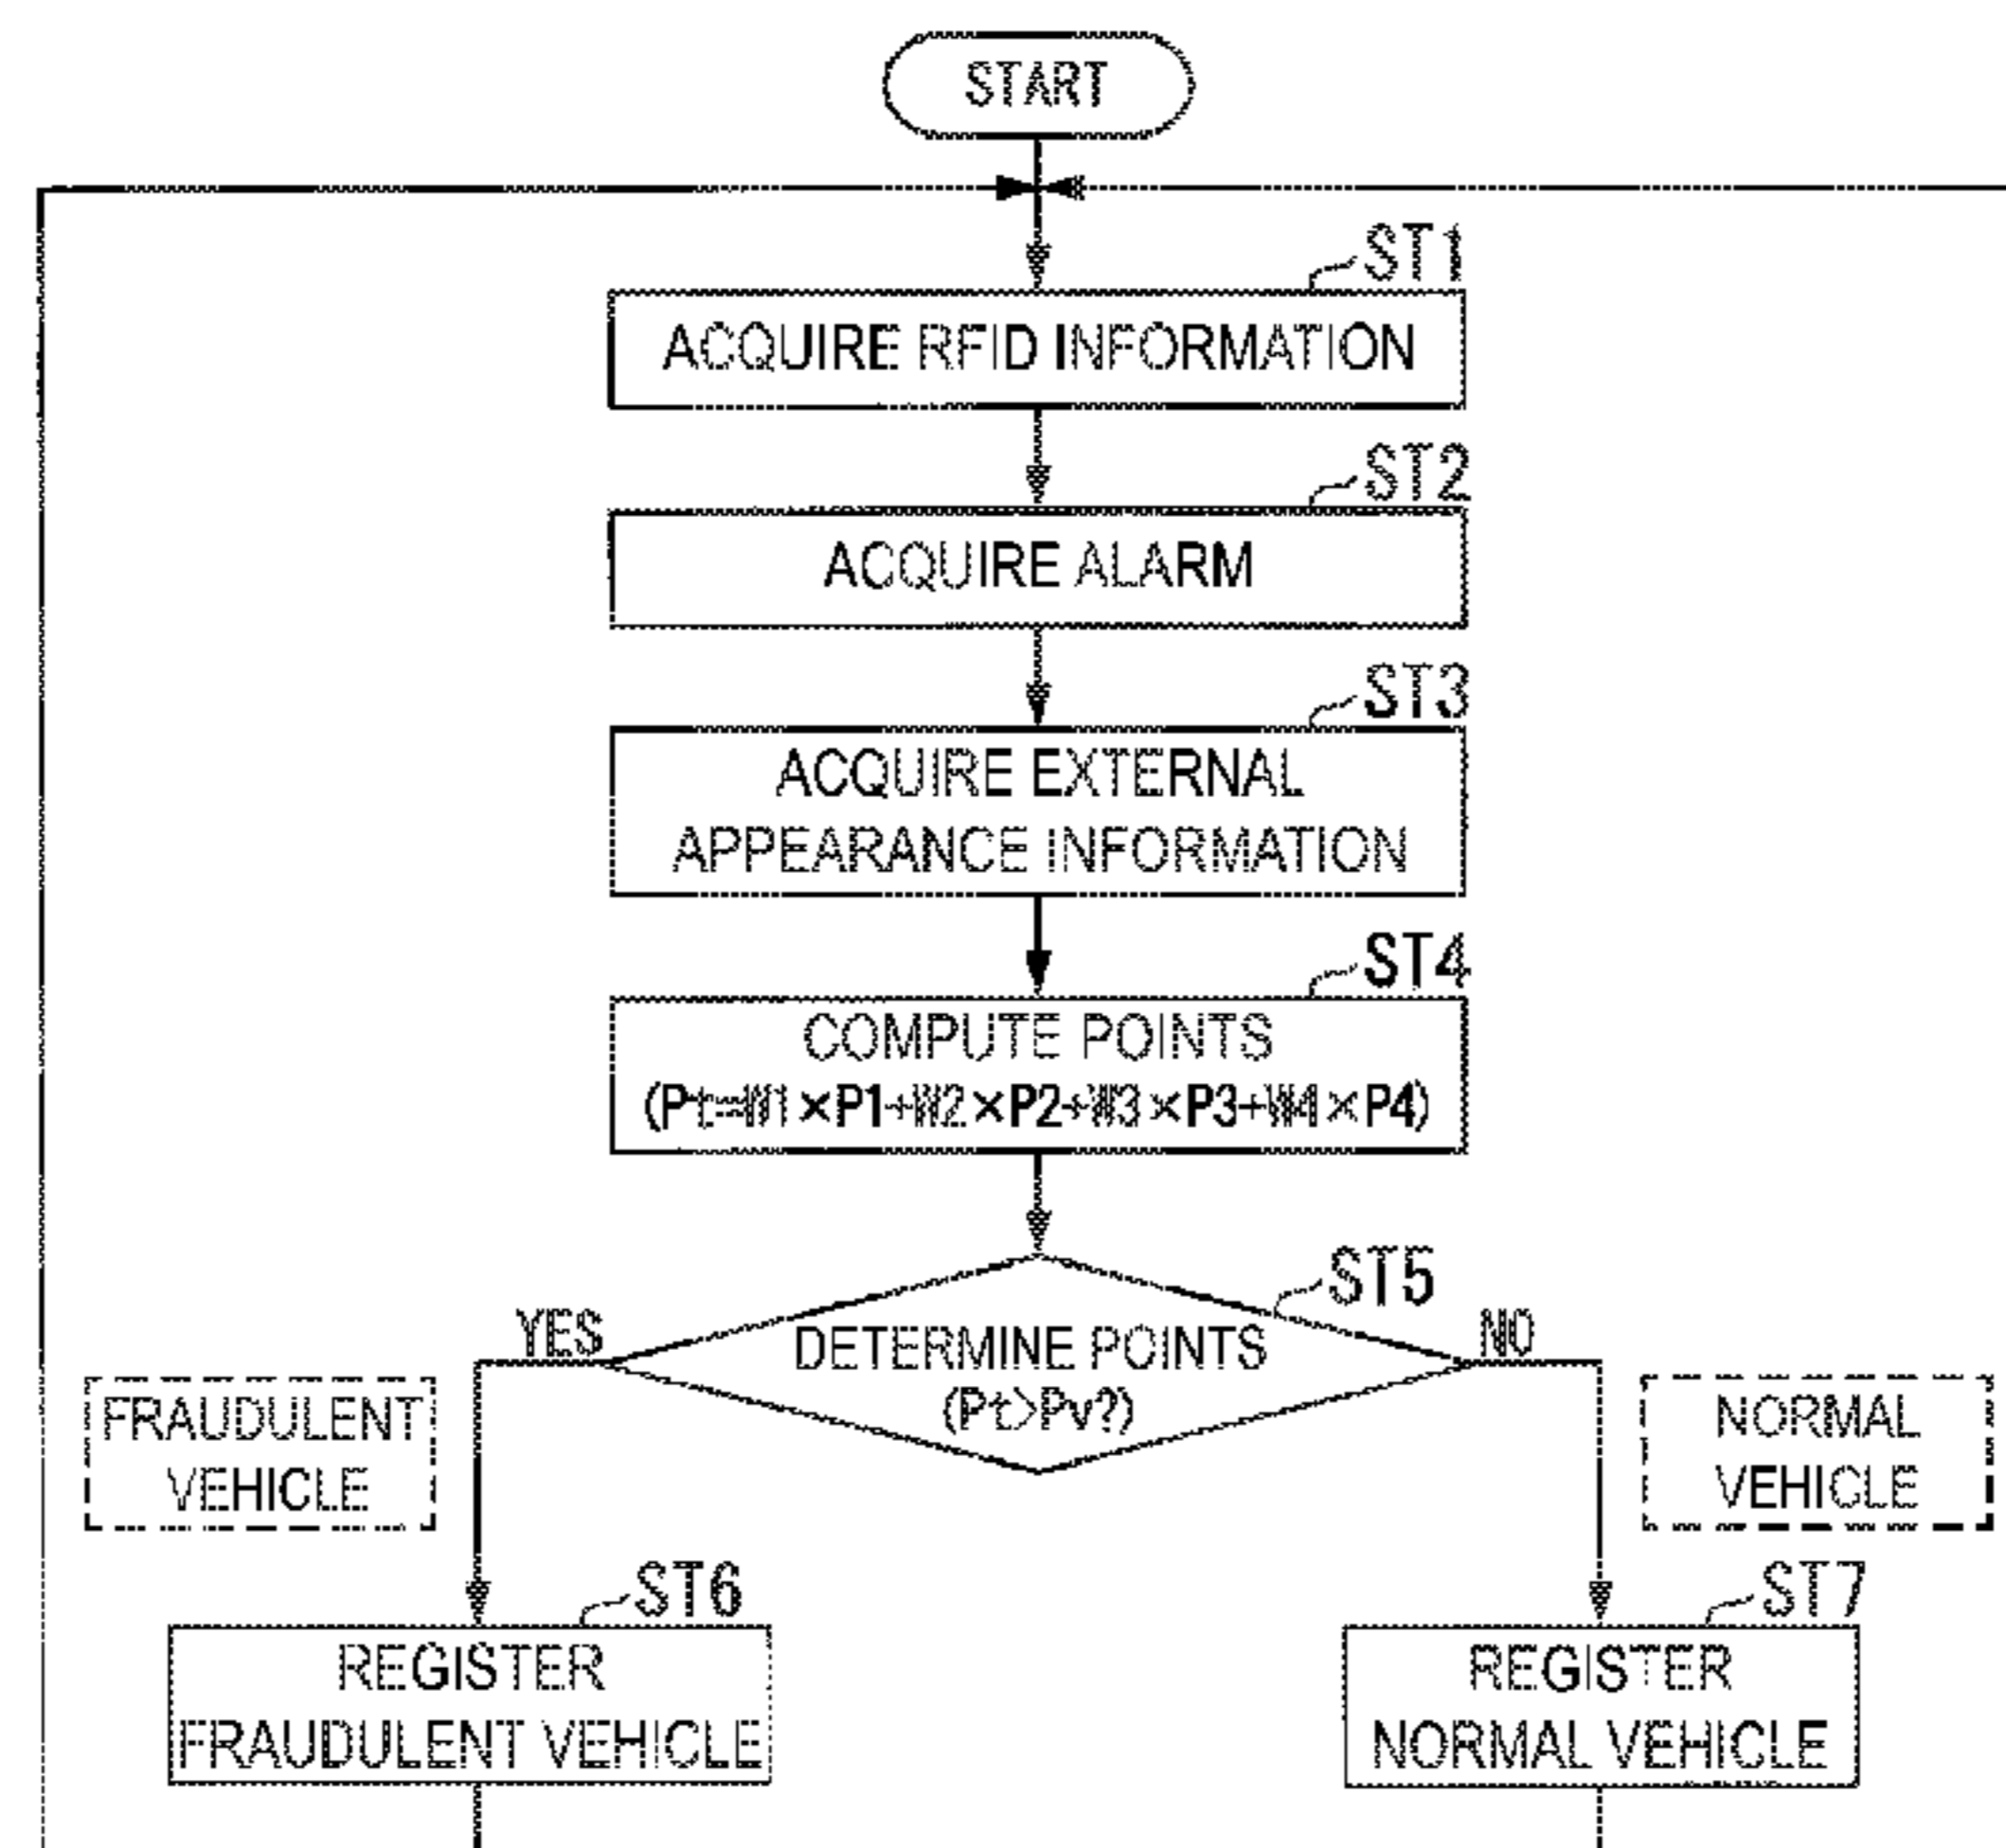 START
ST1
ACQUIRE RFID INFORMATION
ST2
ACQUIRE ALARM
ST3
ACQUIRE EXTERNAL
APPEARANCE INFORMATION
ST4
COMPUTE POINTS
(Pt=W1×P1+W2×P2+W3×P3+W4×P4)
ST5
YES
NO
DETERMINE POINTS
(Pt>Pv?)
FRAUDULENT
VEHICLE
NORMAL
VEHICLE
ST6
REGISTER
FRAUDULENT VEHICLE
ST7
REGISTER
NORMAL VEHICLE